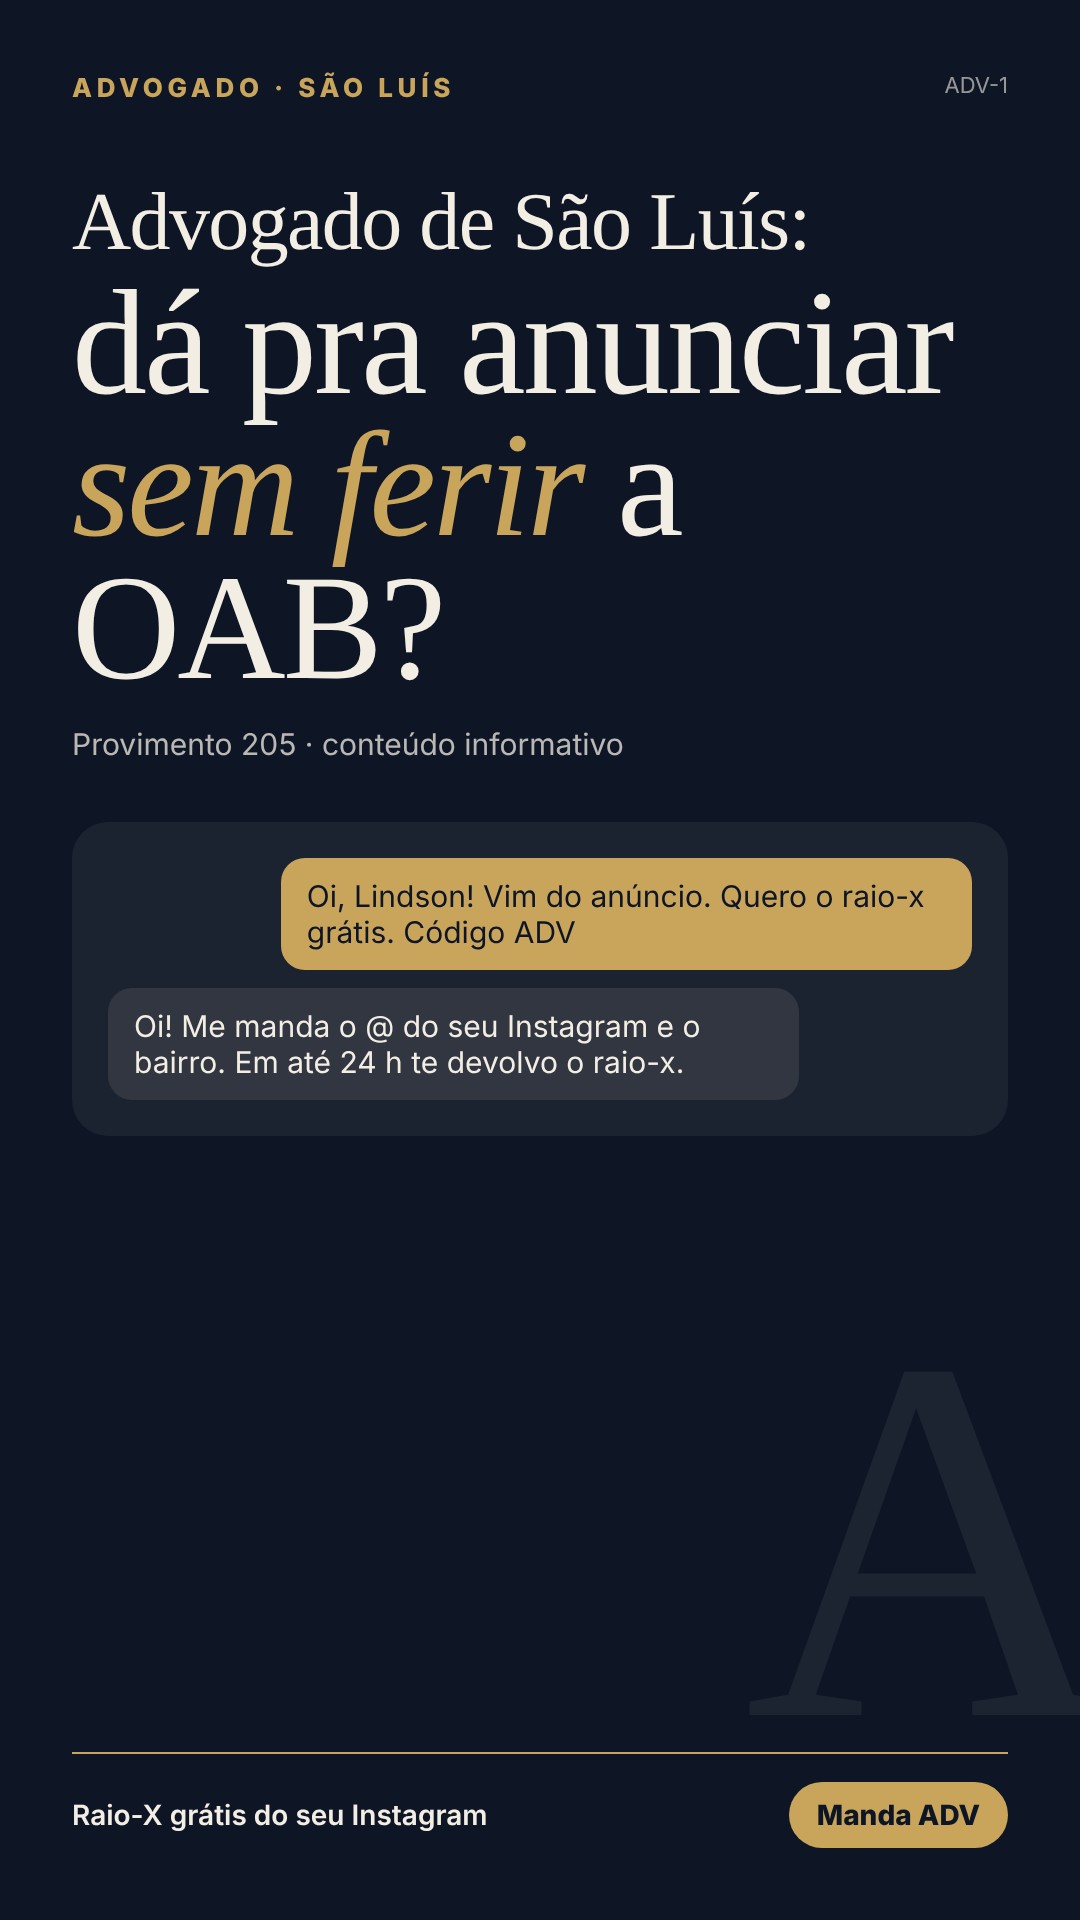 ADVOGADO · SÃO LUÍS
ADV-1
Advogado de São Luís:
dá pra anunciar
sem ferir a
OAB?
Provimento 205 · conteúdo informativo
Oi, Lindson! Vim do anúncio. Quero o raio-x
grátis. Código ADV
Oi! Me manda o @ do seu Instagram e o
bairro. Em até 24 h te devolvo o raio-x.
A
Raio-X grátis do seu Instagram
Manda ADV